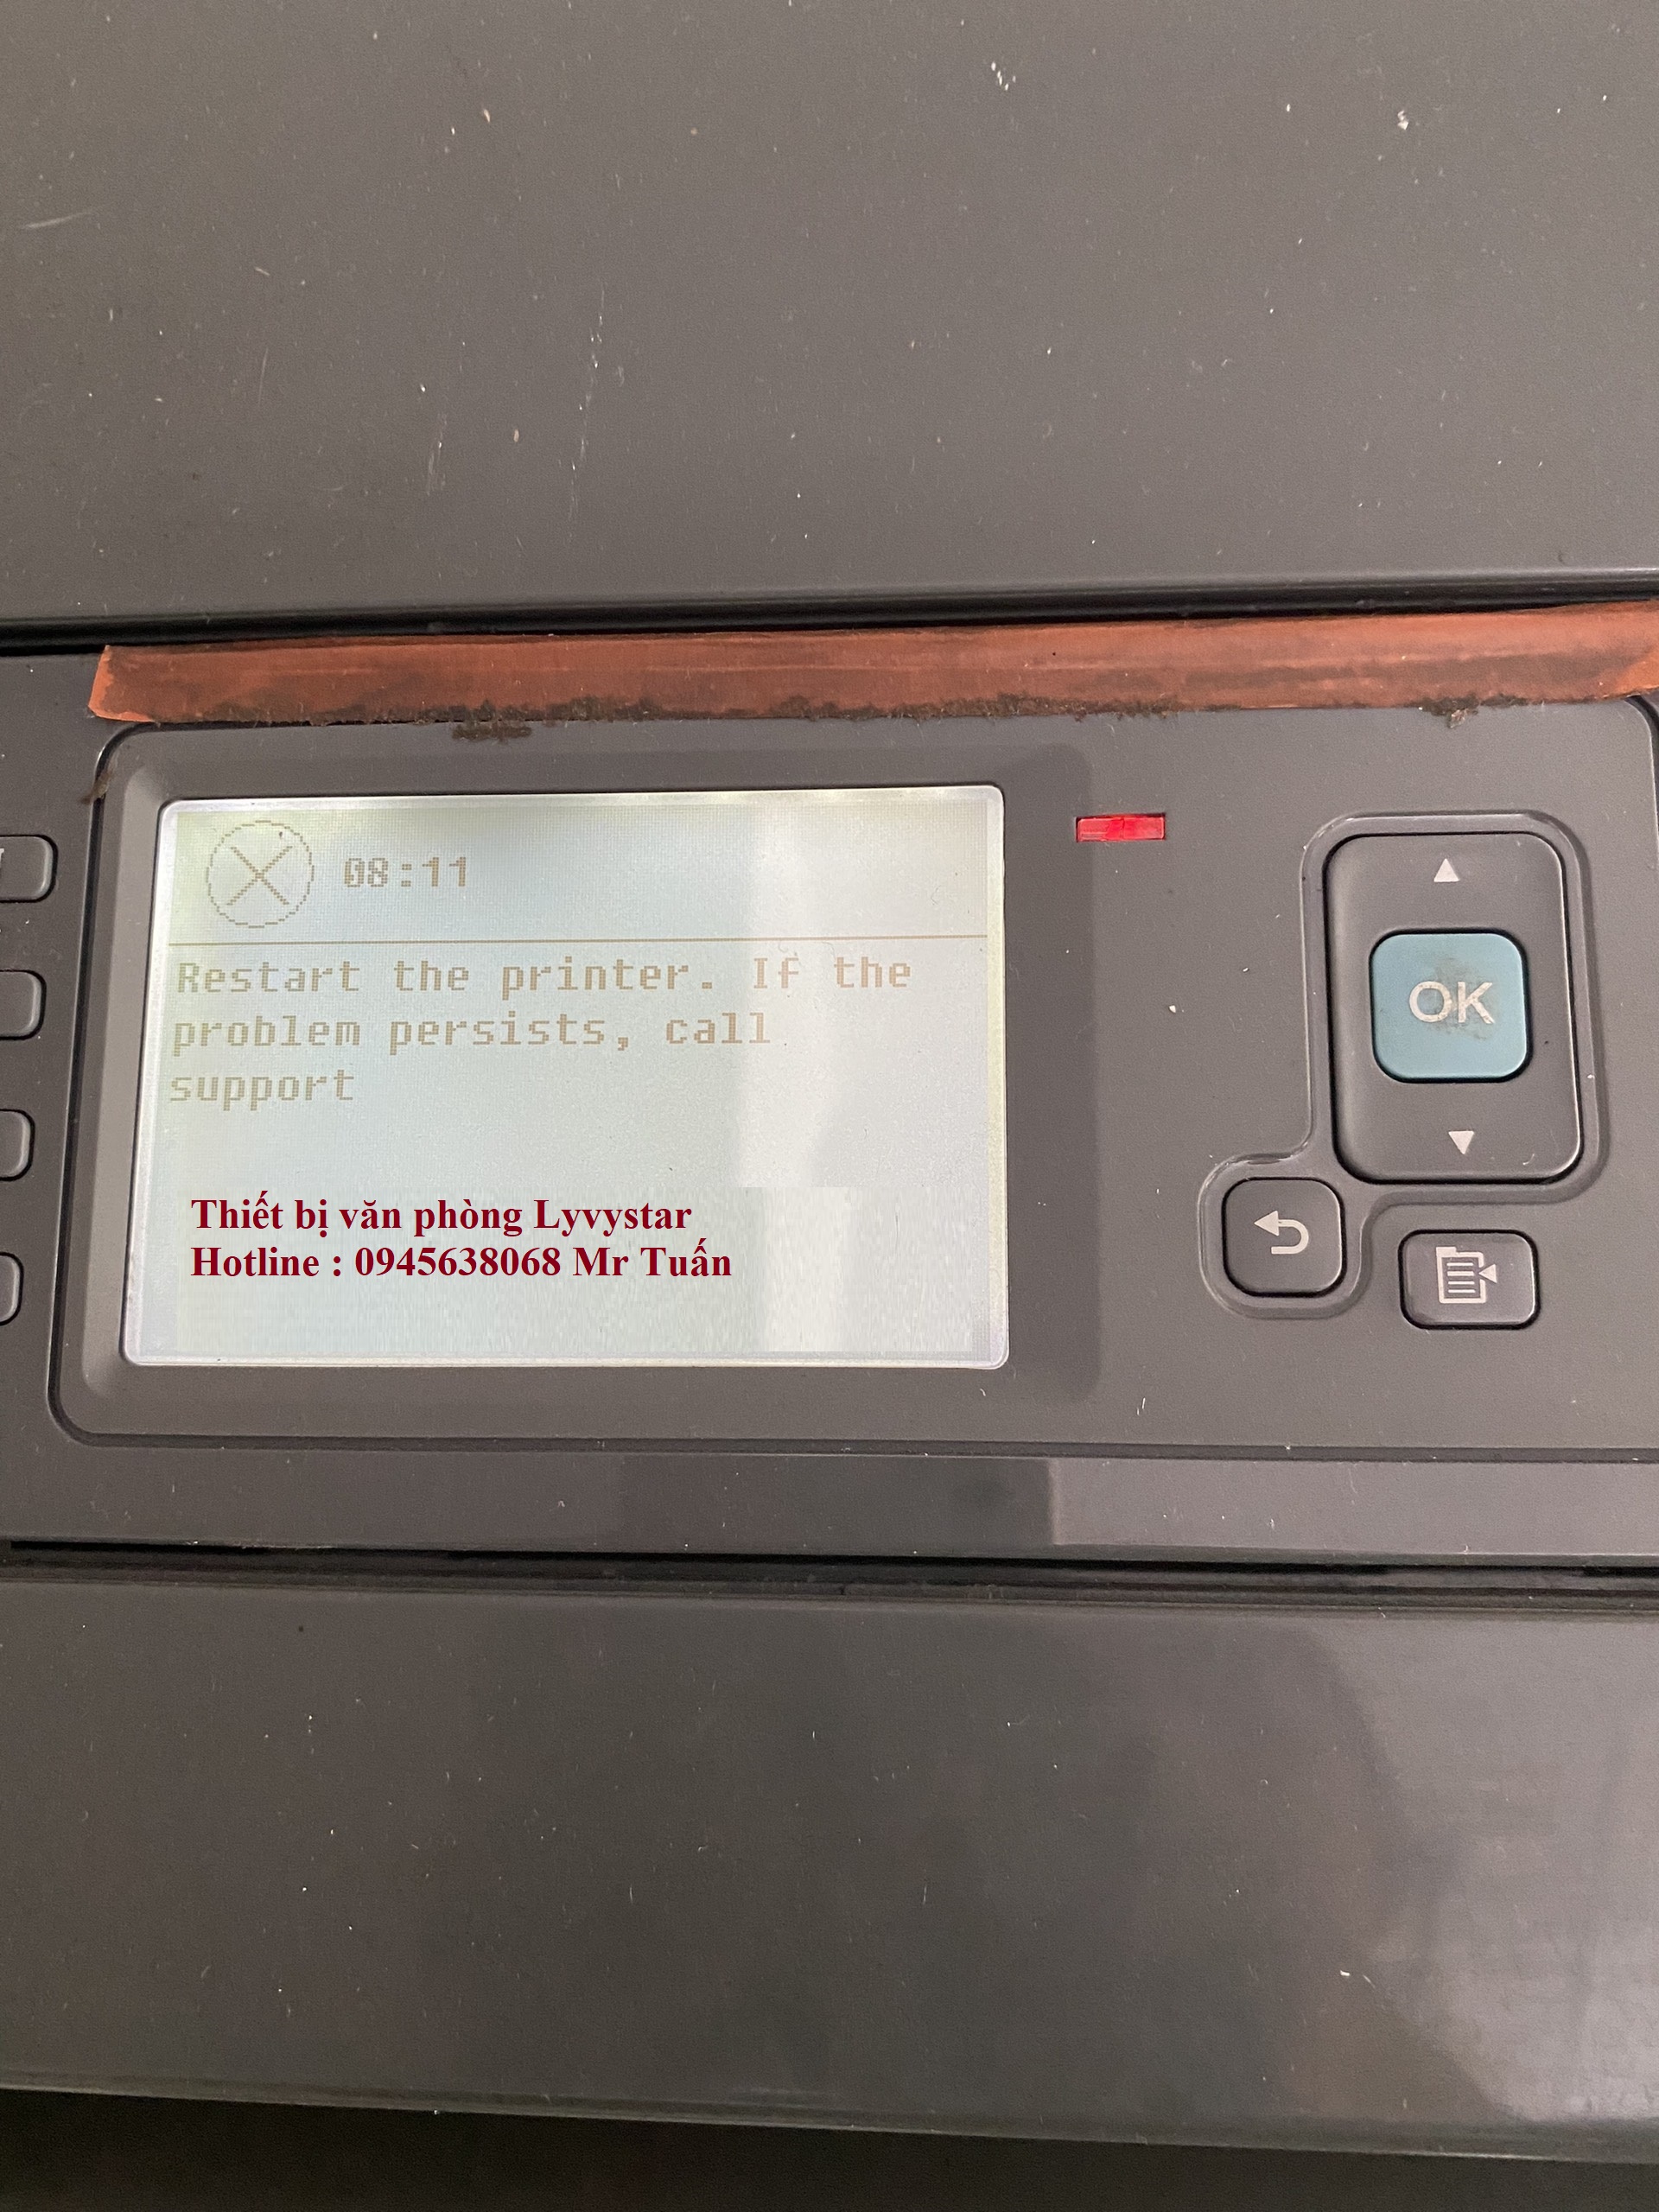 08:11
Restart the printer. If the
problem persists, call
support
Thiết bị văn phòng Lyvystar
Hotline : 0945638068 Mr Tuấn
OK